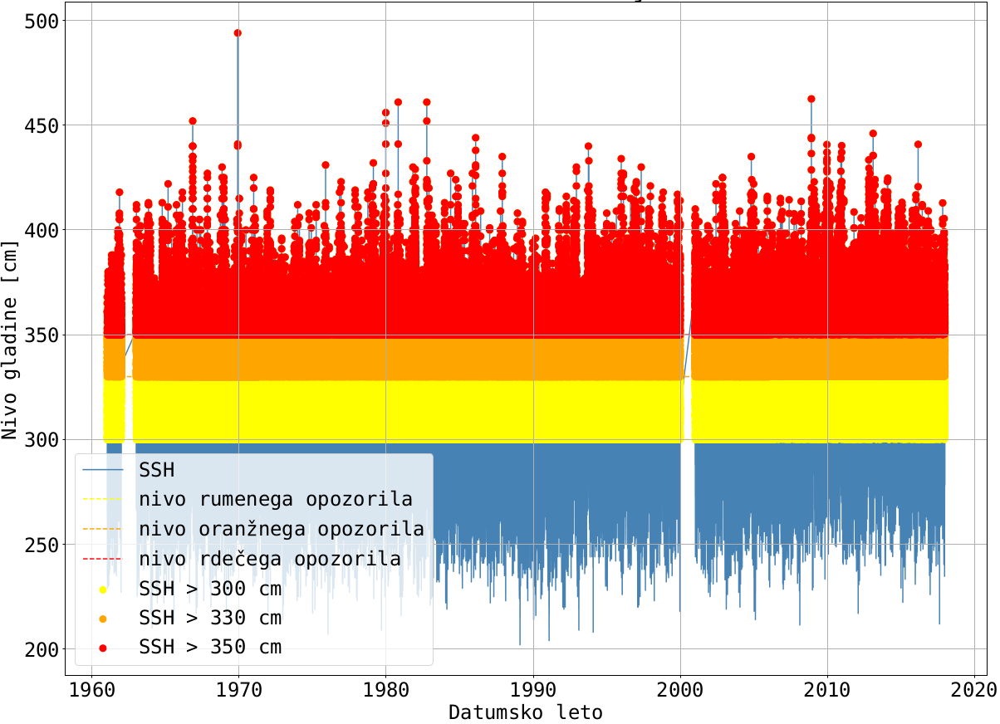 500
450
400
350
300
250
200
Nivo gladine [cm]
SSH
nivo rumenega opozorila
nivo oranžnega opozorila
nivo rdečega opozorila
SSH > 300 cm
SSH > 330 cm
SSH > 350 cm
1960 1970 1980 1990 2000 2010 2020
Datumsko leto